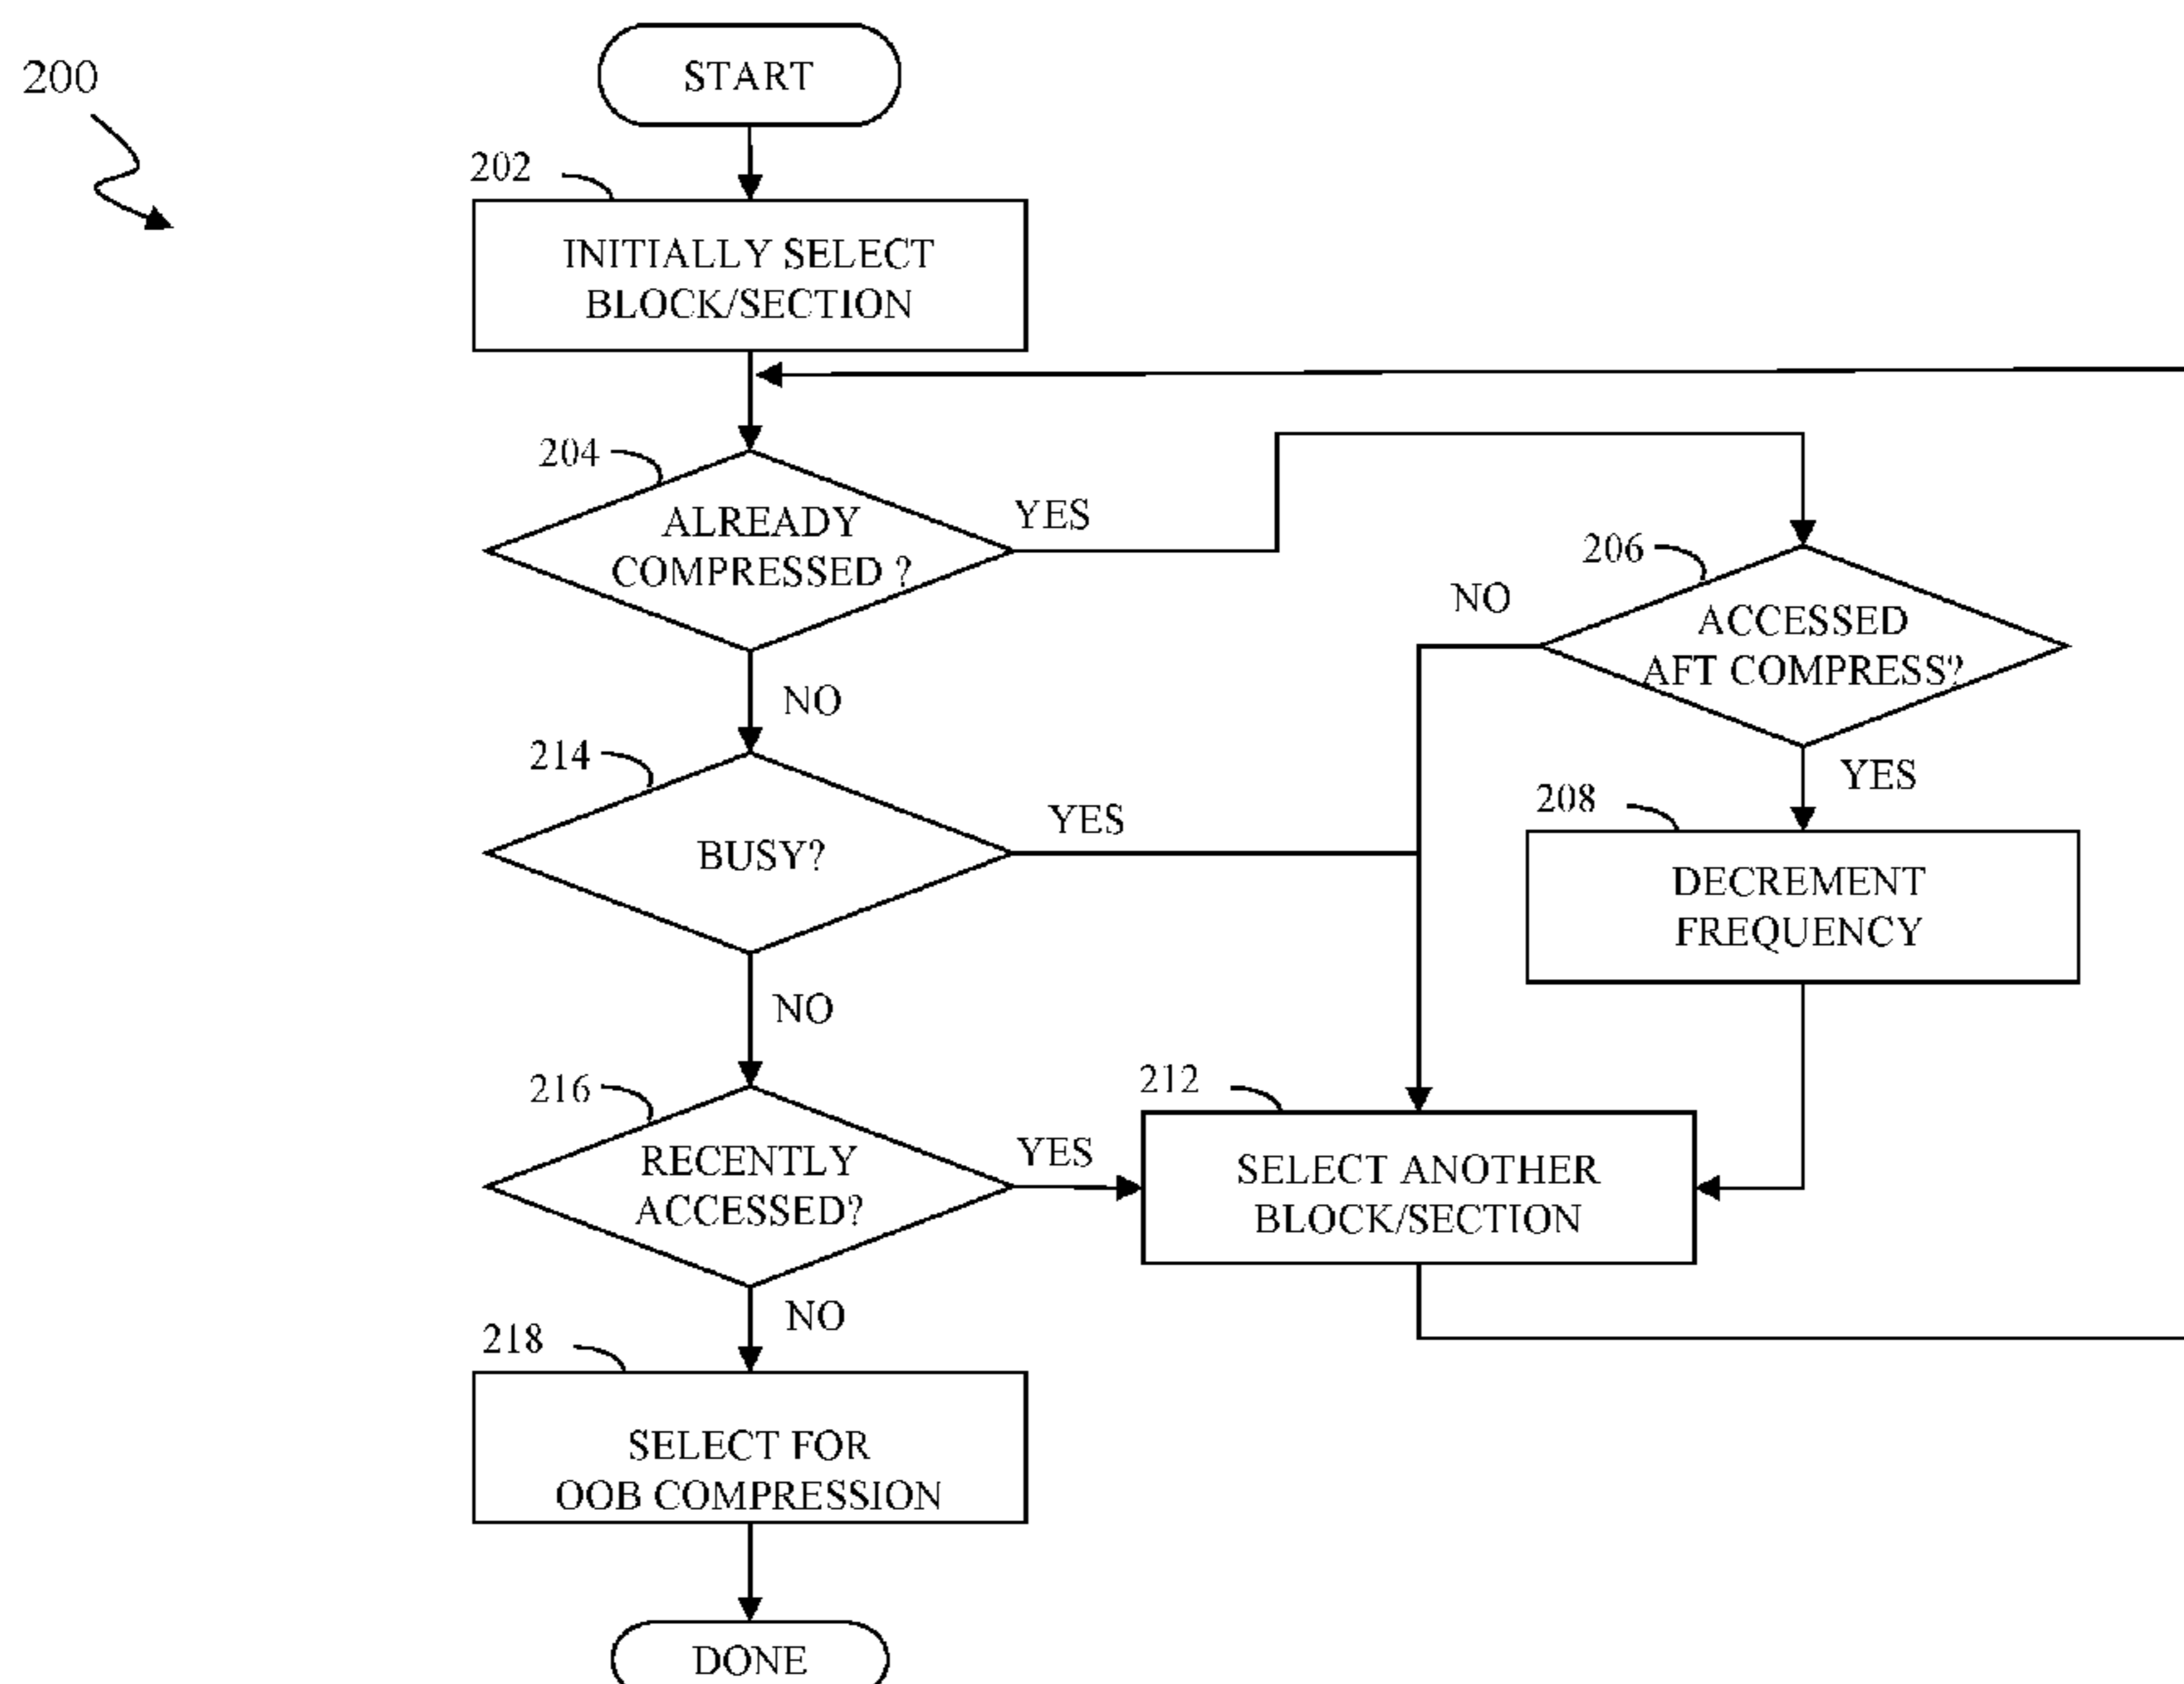 200
START
202
INITIALLY SELECT
BLOCK/SECTION
204
ALREADY
COMPRESSED ?
YES
NO
206
ACCESSED
AFT COMPRESS?
NO
YES
208
DECREMENT
FREQUENCY
214
BUSY?
YES
NO
216
RECENTLY
ACCESSED?
YES
NO
212
SELECT ANOTHER
BLOCK/SECTION
218
SELECT FOR
OOB COMPRESSION
DONE